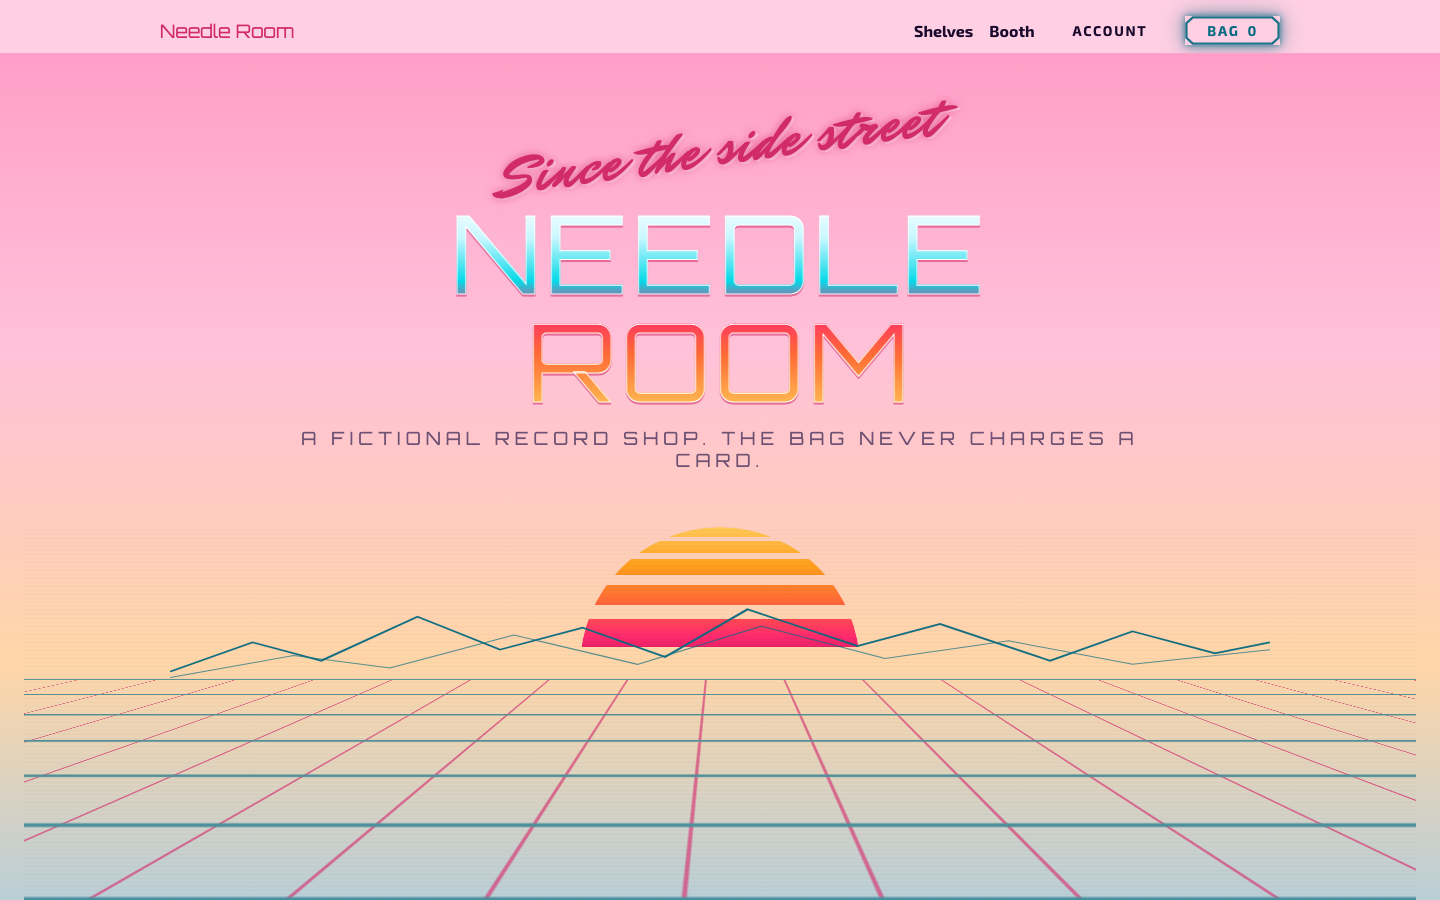 Needle Room
Shelves Booth ACCOUNT BAG 0
Since the side street
NEEDLE
ROOM
A FICTIONAL RECORD SHOP. THE BAG NEVER CHARGES A
CARD.